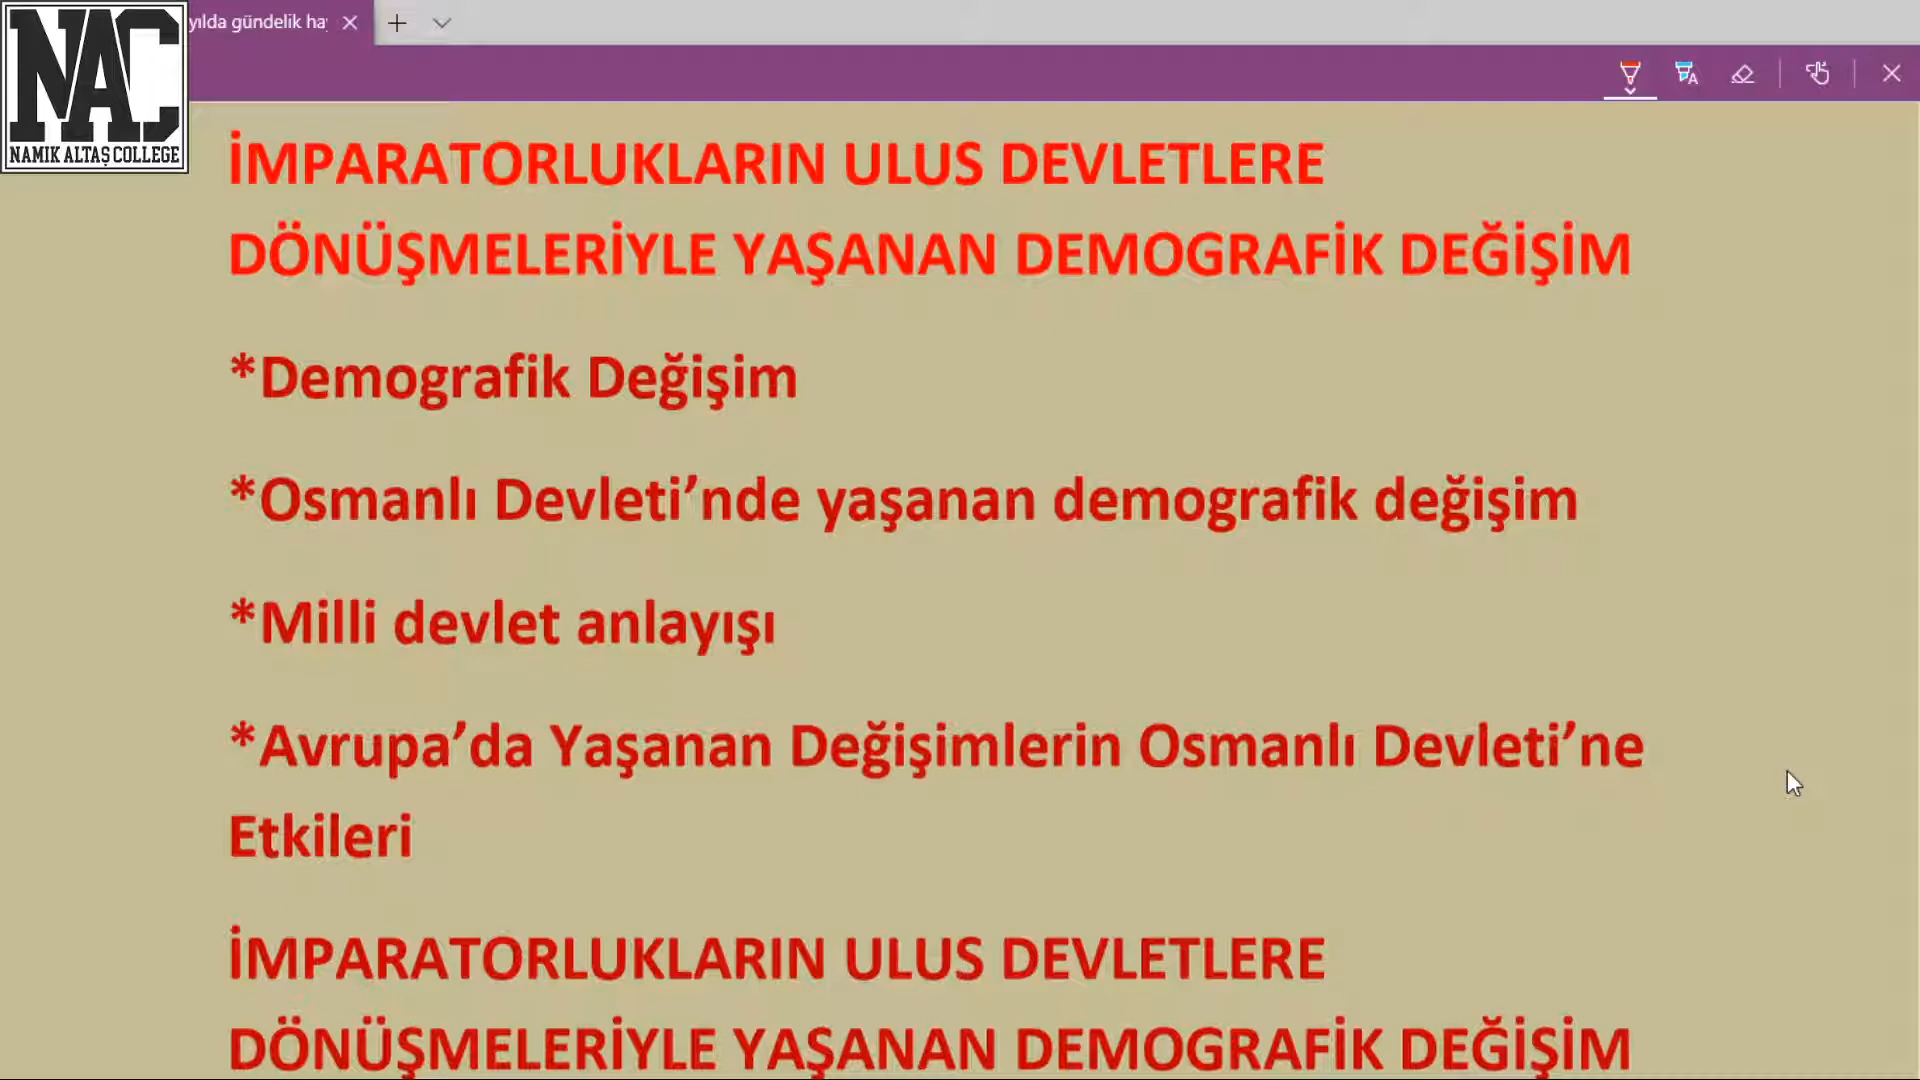 NAC
NAMIK ALTAŞ COLLEGE
yılda gündelik
İMPARATORLUKLARIN ULUS DEVLETLERE
DÖNÜŞMELERİYLE YAŞANAN DEMOGRAFİK DEĞİŞİM
*Demografik Değişim
*Osmanlı Devleti’nde yaşanan demografik değişim
*Milli devlet anlayışı
*Avrupa’da Yaşanan Değişimlerin Osmanlı Devleti’ne
Etkileri
İMPARATORLUKLARIN ULUS DEVLETLERE
DÖNÜŞMELERİYLE YAŞANAN DEMOGRAFİK DEĞİŞİM